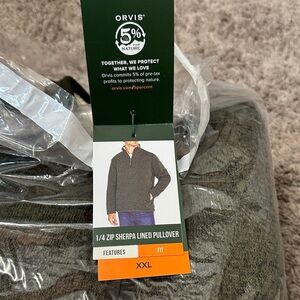 ORVIS
5%
FOR
NATURE
TOGETHER, WE PROTECT
WHAT WE LOVE
Orvis commits 5% of pre-tax
profits to protecting nature.
orvis.com/5percent
1/4 ZIP SHERPA LINED PULLOVER
FEATURES
FIT
XXL